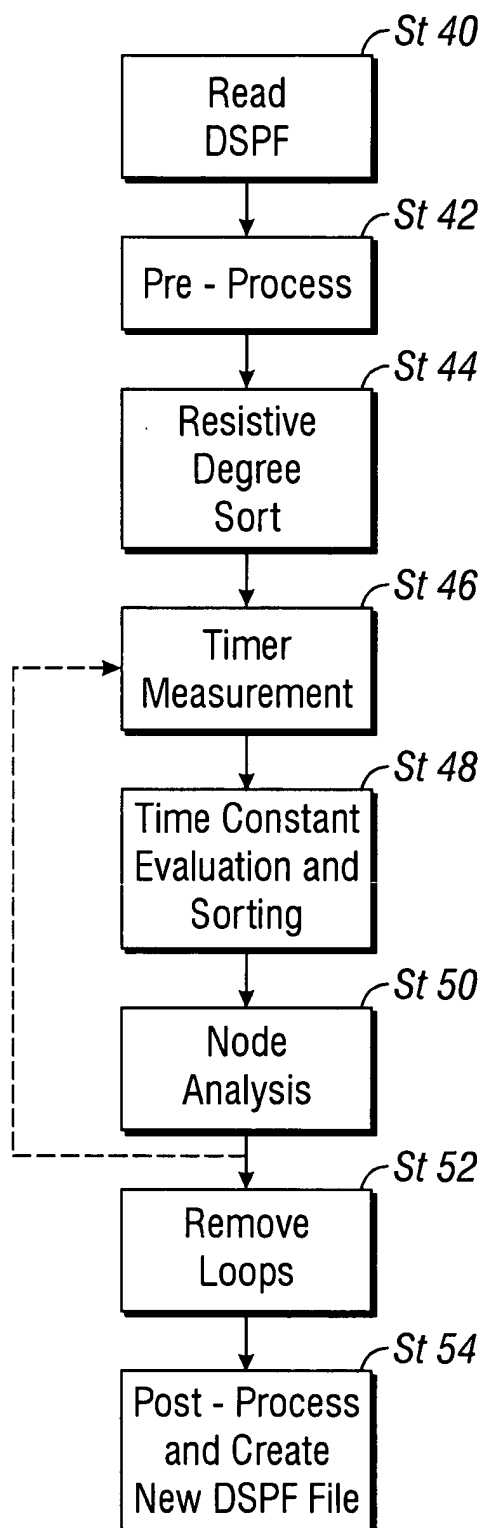 St 40
Read
DSPF
St 42
Pre - Process
St 44
Resistive
Degree
Sort
St 46
Timer
Measurement
St 48
Time Constant
Evaluation and
Sorting
St 50
Node
Analysis
St 52
Remove
Loops
St 54
Post - Process
and Create
New DSPF File